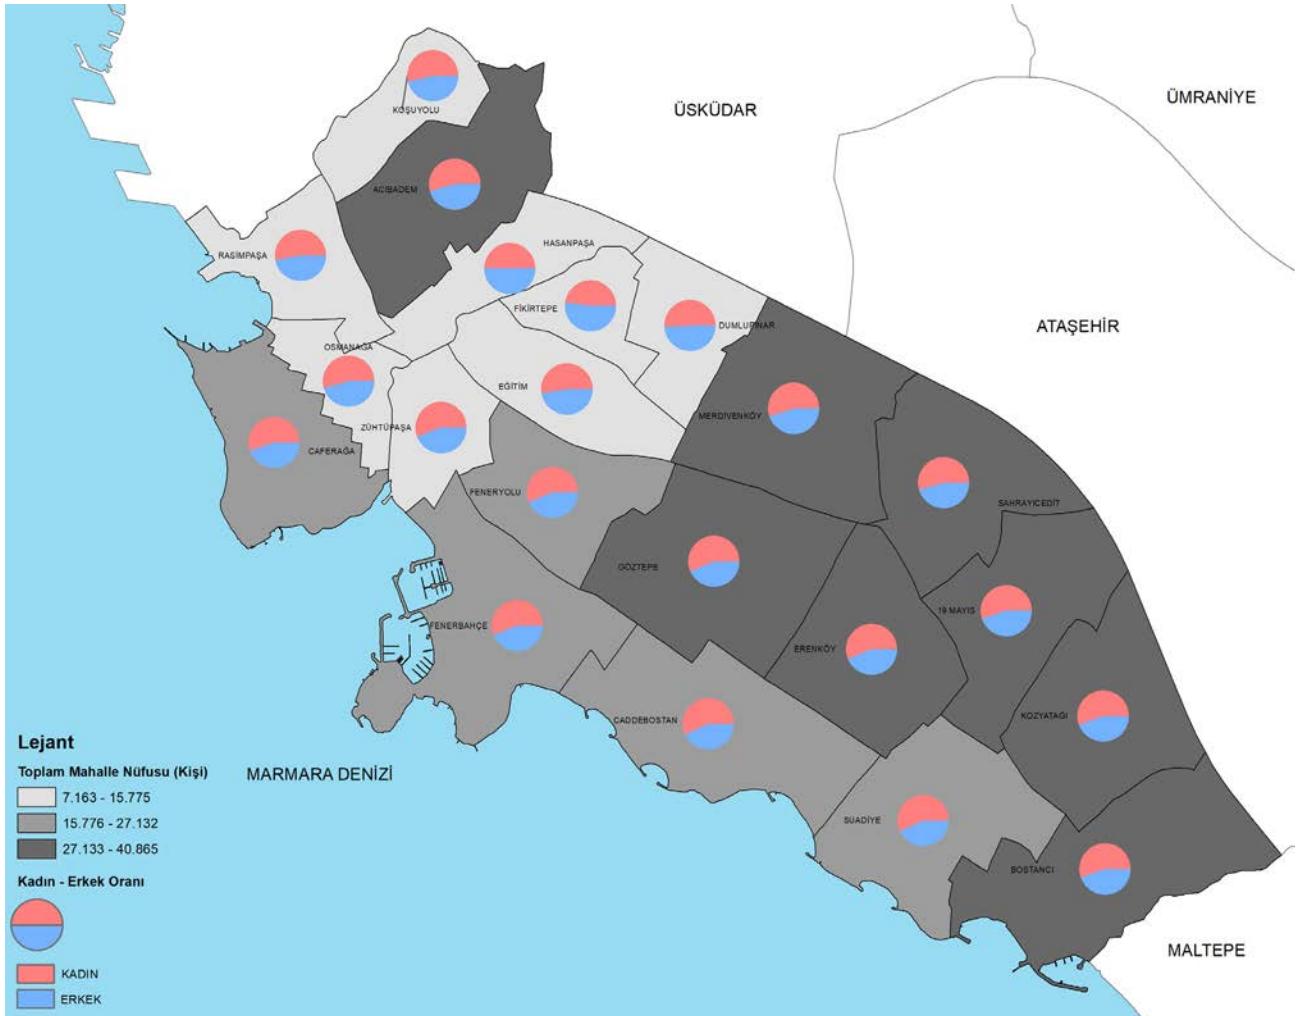 KOŞUYOLU
ÜSKÜDAR
ÜMRANİYE
ACIBADEM
HASANPAŞA
RASİMPAŞA
FİKİRTEPE
DUMLUPINAR
ATAŞEHİR
OSMANAĞA
EĞİTİM
MERDİVENKÖY
ZÜHTÜPAŞA
CAFERAĞA
FENERYOLU
SAHRAYICEDİT
GÖZTEPE
19 MAYIS
FENERBAHÇE
ERENKÖY
CADDEBOSTAN
KOZYATAĞI
SUADİYE
BOSTANCI
MALTEPE
MARMARA DENİZİ
Lejant
Toplam Mahalle Nüfusu (Kişi)
7.163 - 15.775
15.776 - 27.132
27.133 - 40.865
Kadın - Erkek Oranı
KADIN
ERKEK